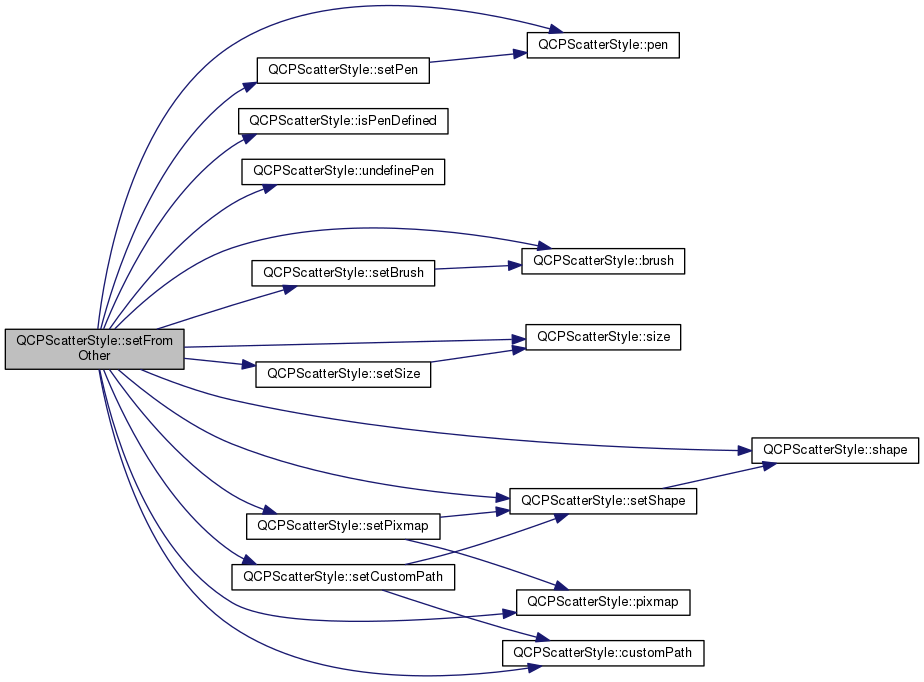 QCPScatterStyle::pen
QCPScatterStyle::setPen
QCPScatterStyle::isPenDefined
QCPScatterStyle::undefinePen
QCPScatterStyle::brush
QCPScatterStyle::setBrush
QCPScatterStyle::setFrom
Other
QCPScatterStyle::size
QCPScatterStyle::setSize
QCPScatterStyle::shape
QCPScatterStyle::setShape
QCPScatterStyle::setPixmap
QCPScatterStyle::setCustomPath
QCPScatterStyle::pixmap
QCPScatterStyle::customPath